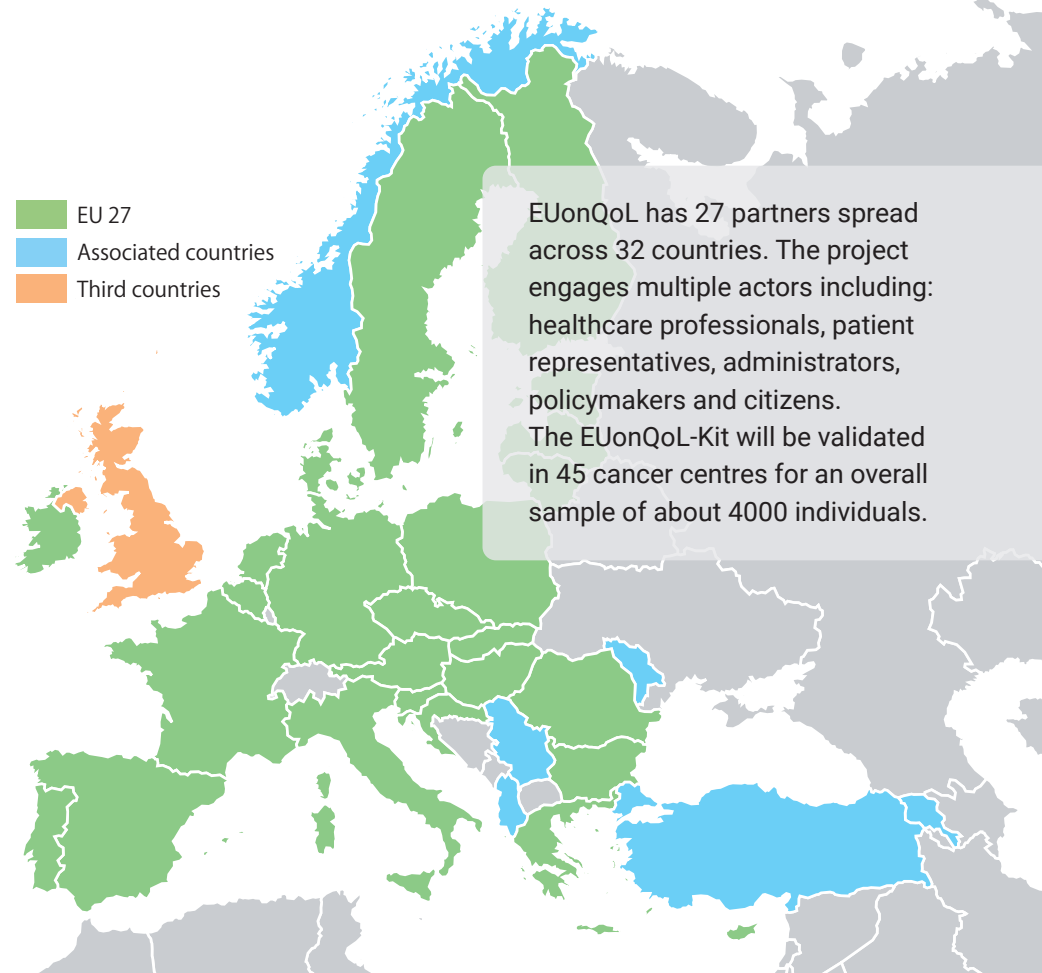 EU 27
Associated countries
Third countries
EUonQoL has 27 partners spread
across 32 countries. The project
engages multiple actors including:
healthcare professionals, patient
representatives, administrators,
policymakers and citizens.
The EUonQoL-Kit will be validated
in 45 cancer centres for an overall
sample of about 4000 individuals.